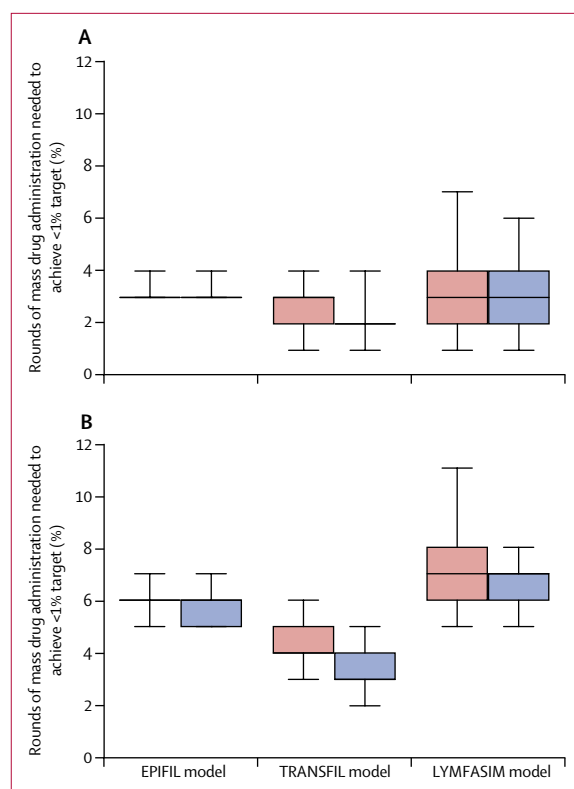 A
Rounds of mass drug administration needed to
achieve <1% target (%)
12
10
8
6
4
2
0
B
Rounds of mass drug administration needed to
achieve <1% target (%)
12
10
8
6
4
2
0
EPIFIL model TRANSFIL model LYMFASIM model